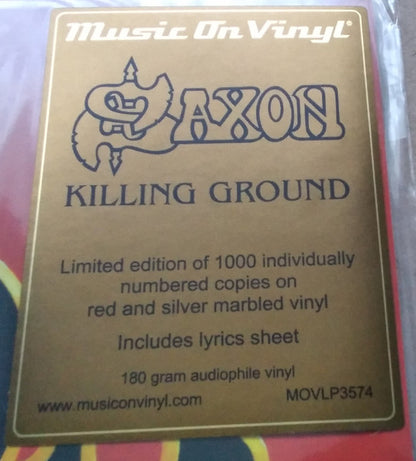 Music On Vinyl®
SAXON
KILLING GROUND
Limited edition of 1000 individually
numbered copies on
red and silver marbled vinyl
Includes lyrics sheet
180 gram audiophile vinyl
www.musiconvinyl.com MOVLP3574